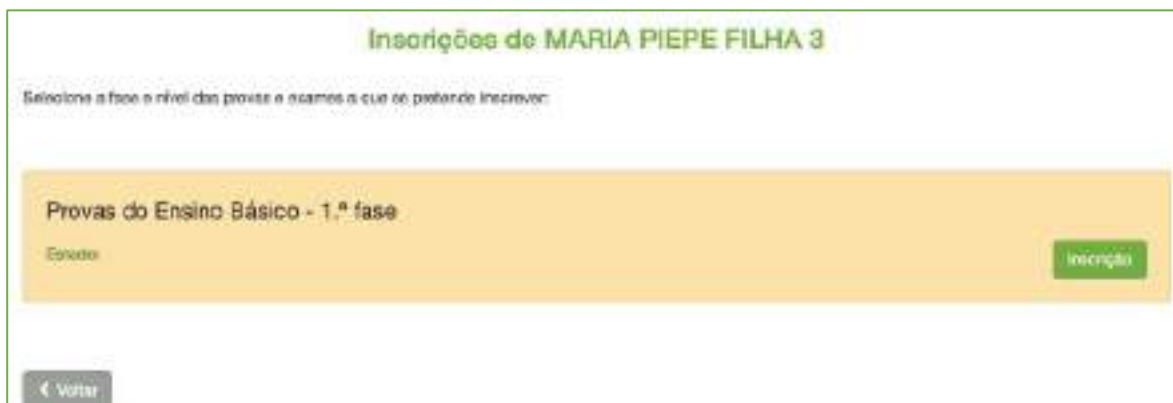 Inscrições de MARIA PIEPE FILHA 3
Selecione a fase e nível das provas e exames a que se pretende inscrever:
Provas do Ensino Básico - 1.ª fase
Estado:
Inscrição
Voltar